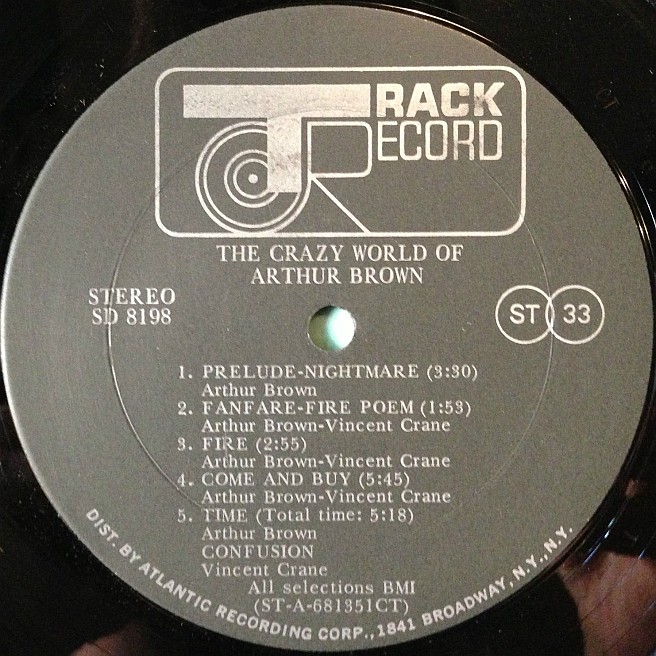 TRACK
RECORD
THE CRAZY WORLD OF
ARTHUR BROWN
STEREO
SD 8198
ST 33
1. PRELUDE-NIGHTMARE (3:30)
Arthur Brown
2. FANFARE-FIRE POEM (1:53)
Arthur Brown-Vincent Crane
3. FIRE (2:55)
Arthur Brown-Vincent Crane
4. COME AND BUY (5:45)
Arthur Brown-Vincent Crane
5. TIME (Total time: 5:18)
Arthur Brown
CONFUSION
Vincent Crane
All selections BMI
(ST-A-681351CT)
DIST. BY ATLANTIC RECORDING CORP., 1841 BROADWAY, N.Y., N.Y.